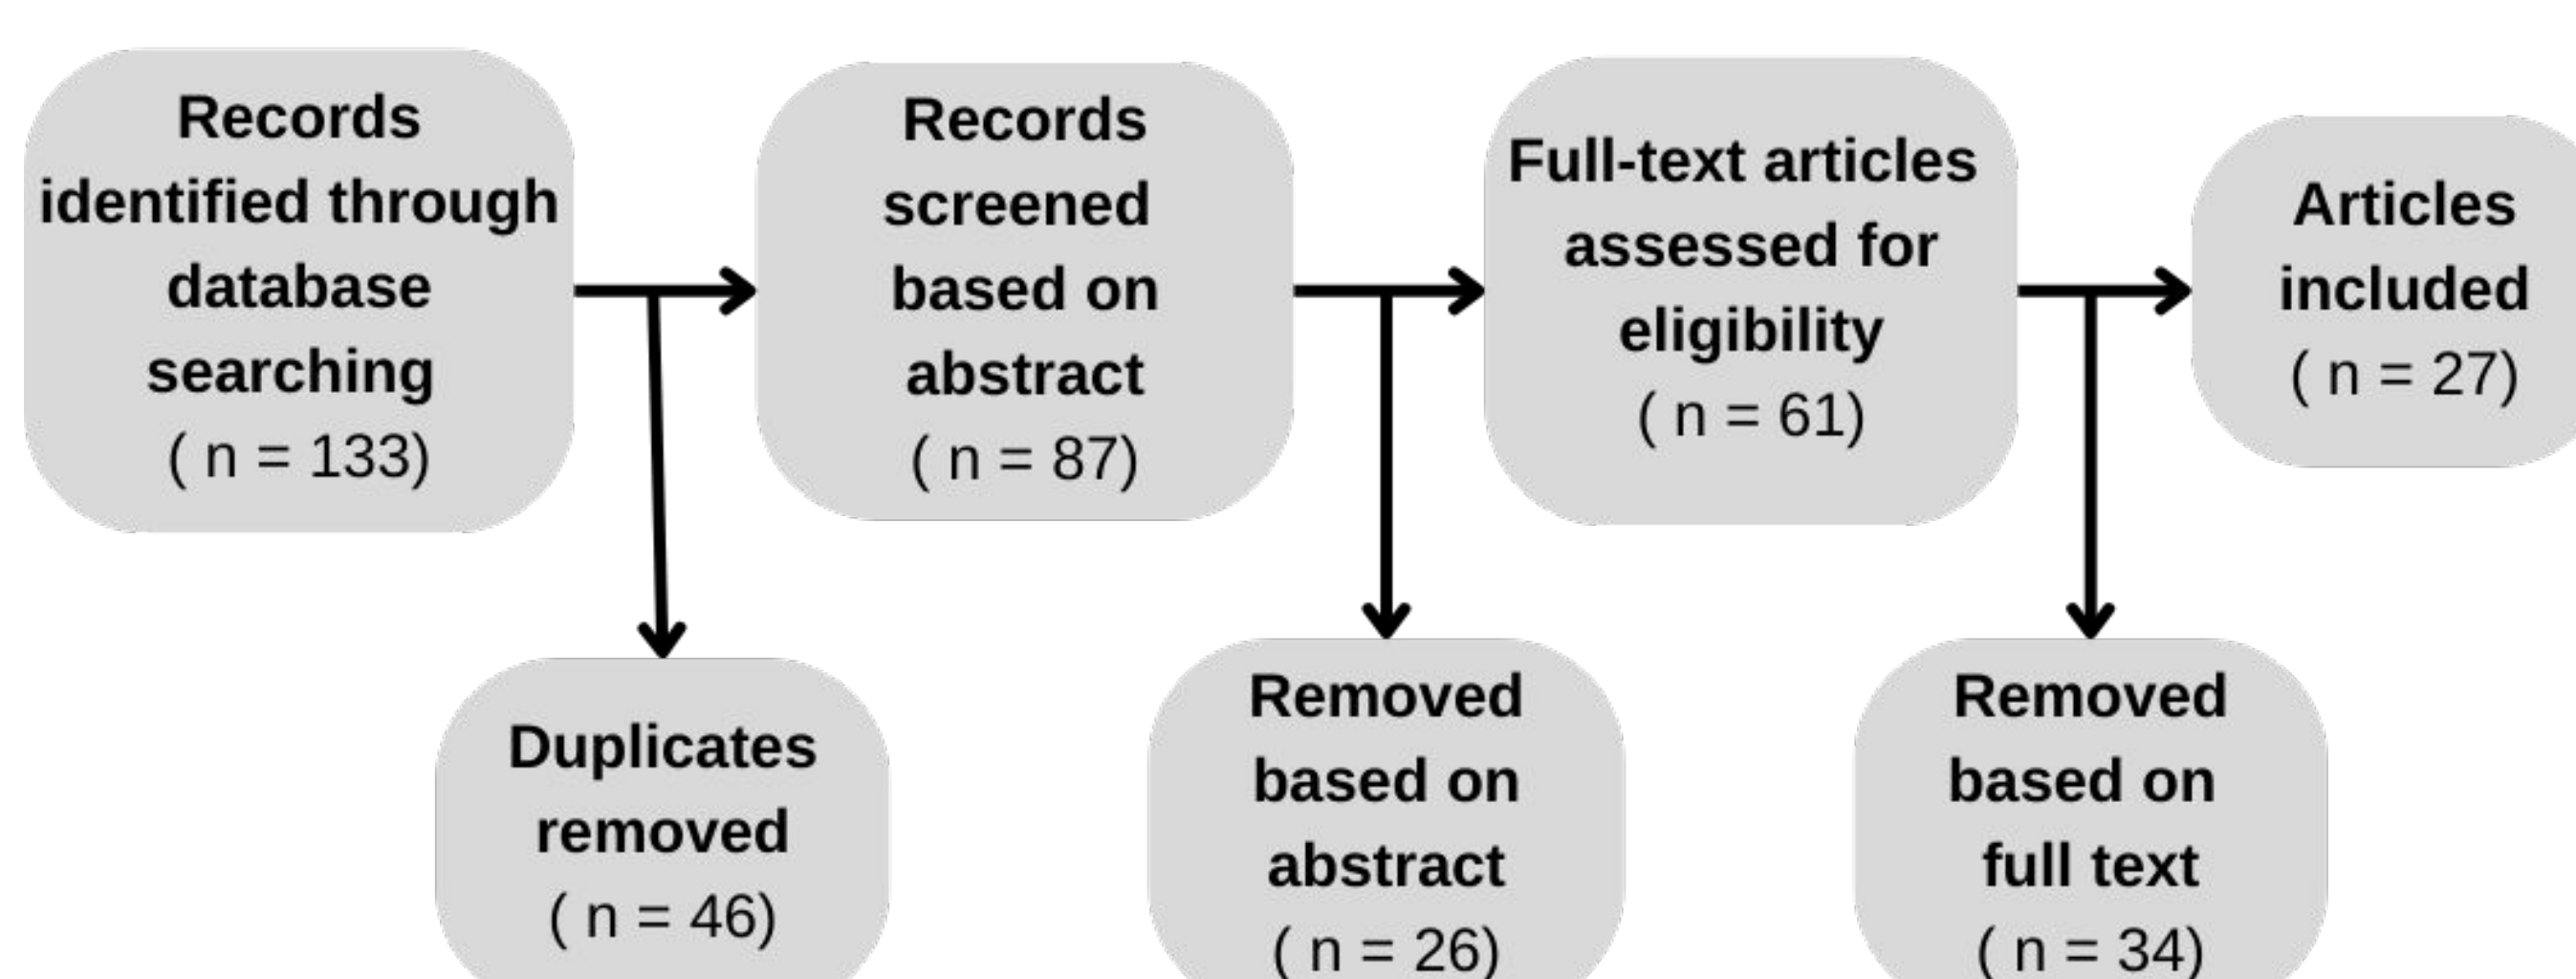 Records
identified through
database
searching
( n = 133)
Records
screened
based on
abstract
( n = 87)
Full-text articles
assessed for
eligibility
( n = 61)
Articles
included
( n = 27)
Duplicates
removed
( n = 46)
Removed
based on
abstract
( n = 26)
Removed
based on
full text
( n = 34)